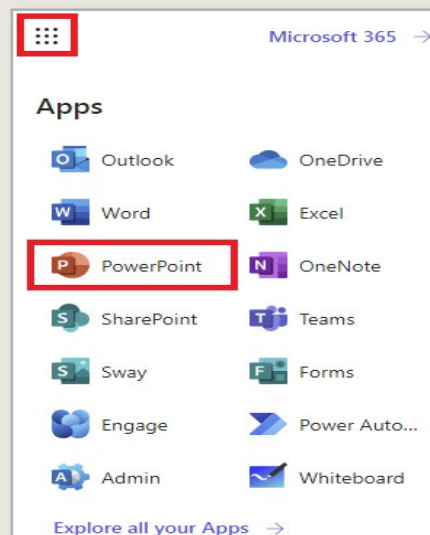 Microsoft 365 →
Apps
Outlook OneDrive
Word Excel
PowerPoint OneNote
SharePoint Teams
Sway Forms
Engage Power Auto...
Admin Whiteboard
Explore all your Apps →